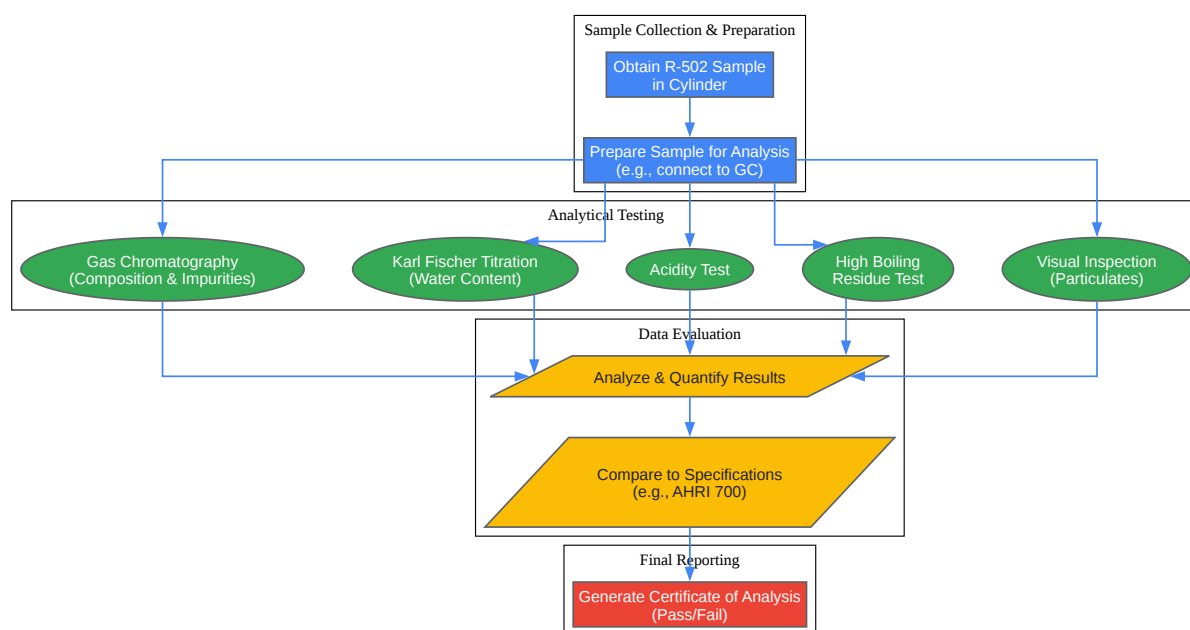 Sample Collection & Preparation
Obtain R-502 Sample
in Cylinder
Prepare Sample for Analysis
(e.g., connect to GC)
Analytical Testing
Gas Chromatography
(Composition & Impurities)
Karl Fischer Titration
(Water Content)
Acidity Test
High Boiling
Residue Test
Visual Inspection
(Particulates)
Data Evaluation
Analyze & Quantify Results
Compare to Specifications
(e.g., AHRI 700)
Final Reporting
Generate Certificate of Analysis
(Pass/Fail)